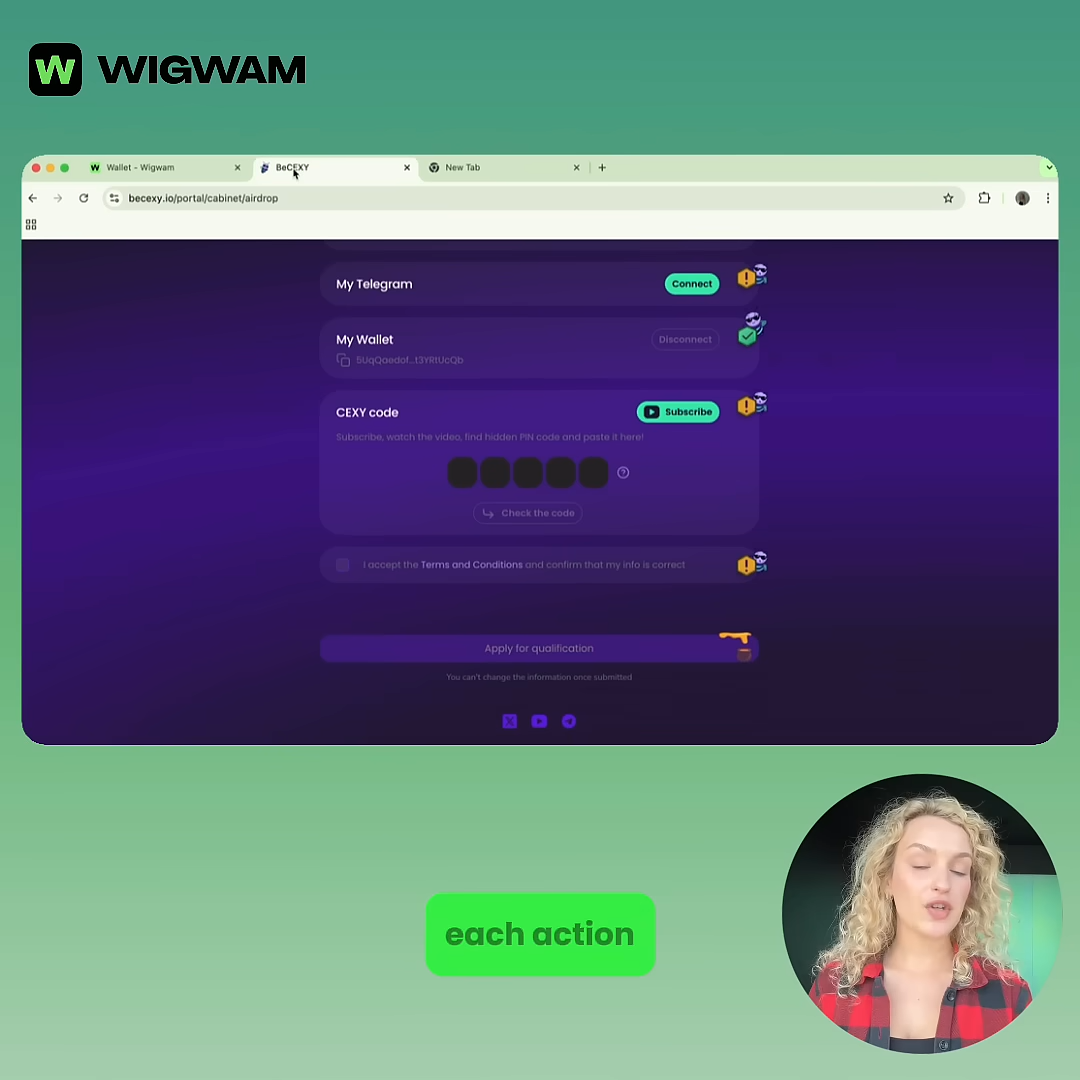 W WIGWAM
W Wallet - Wigwam
BeCEXY
New Tab
becexy.io/portal/cabinet/airdrop
My Telegram
Connect
My Wallet
Disconnect
5UqQaedof...t3YRtUcQb
CEXY code
Subscribe
Subscribe, watch the video, find hidden PIN code and paste it here!
Check the code
I accept the Terms and Conditions and confirm that my info is correct
Apply for qualification
You can't change the information once submitted
each action